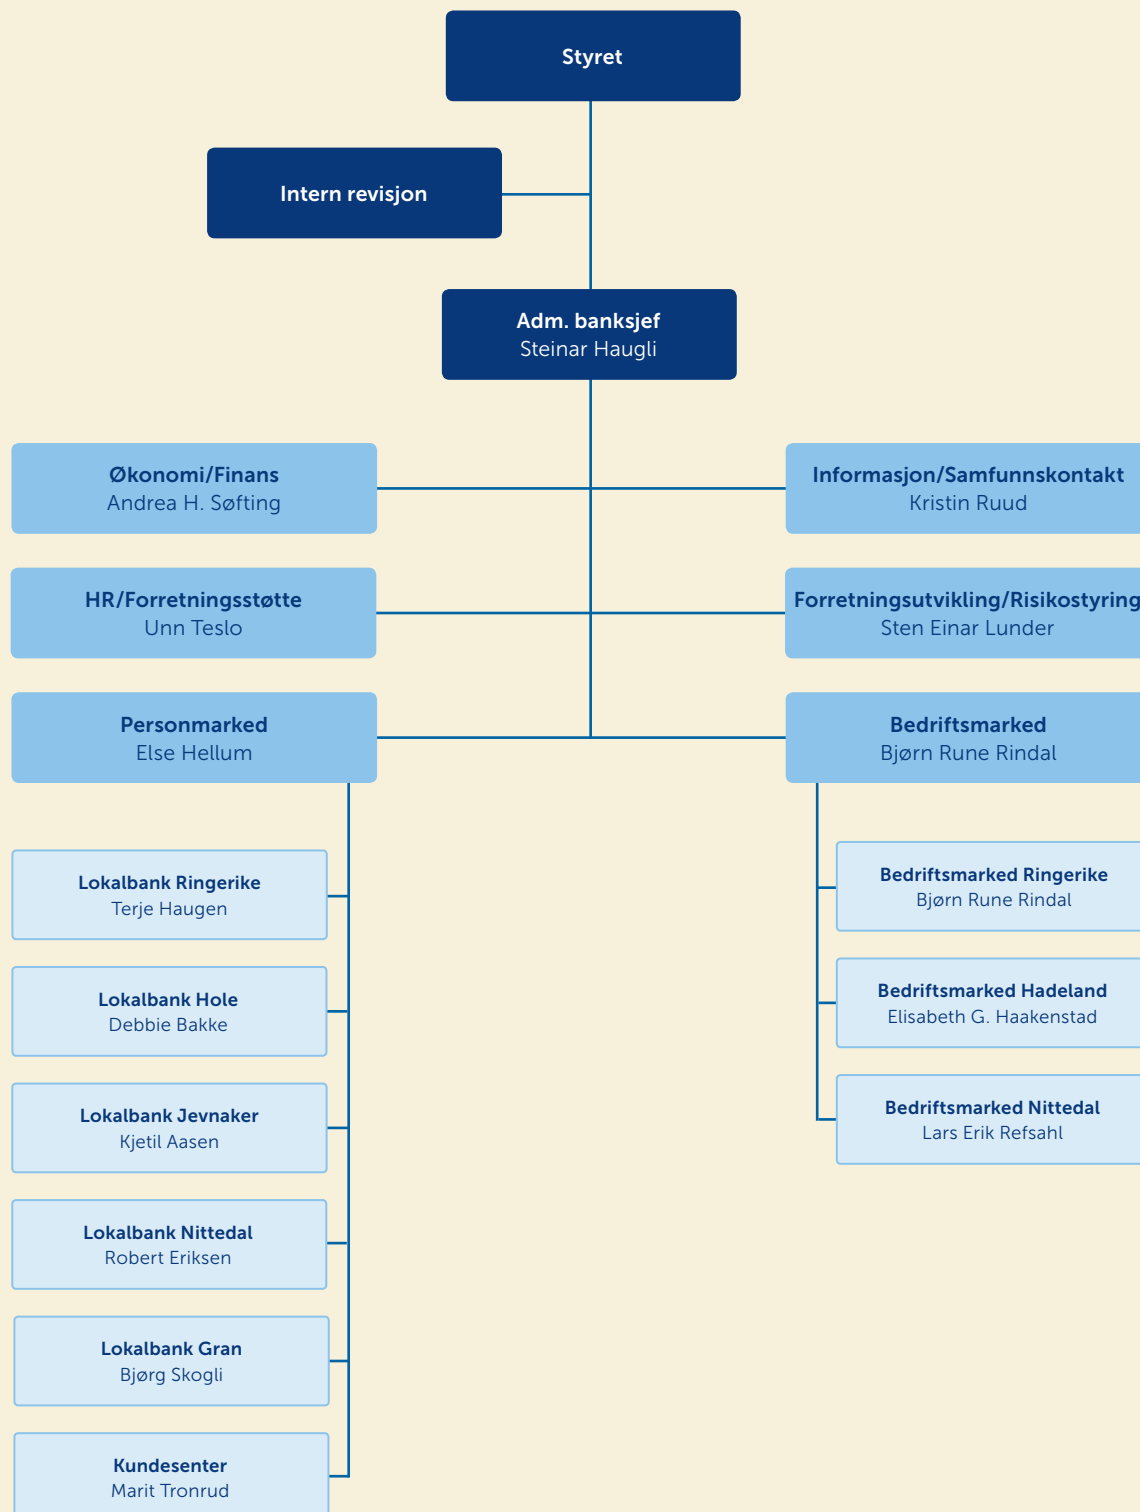 Styret
Intern revisjon
Adm. banksjef
Steinar Haugli
Økonomi/Finans
Andrea H. Søfting
Informasjon/Samfunnskontakt
Kristin Ruud
HR/Forretningsstøtte
Unn Teslo
Forretningsutvikling/Risikostyring
Sten Einar Lunder
Personmarked
Else Hellum
Bedriftsmarked
Bjørn Rune Rindal
Lokalbank Ringerike
Terje Haugen
Lokalbank Hole
Debbie Bakke
Lokalbank Jevnaker
Kjetil Aasen
Lokalbank Nittedal
Robert Eriksen
Lokalbank Gran
Bjørg Skogli
Kundesenter
Marit Tronrud
Bedriftsmarked Ringerike
Bjørn Rune Rindal
Bedriftsmarked Hadeland
Elisabeth G. Haakenstad
Bedriftsmarked Nittedal
Lars Erik Refsahl